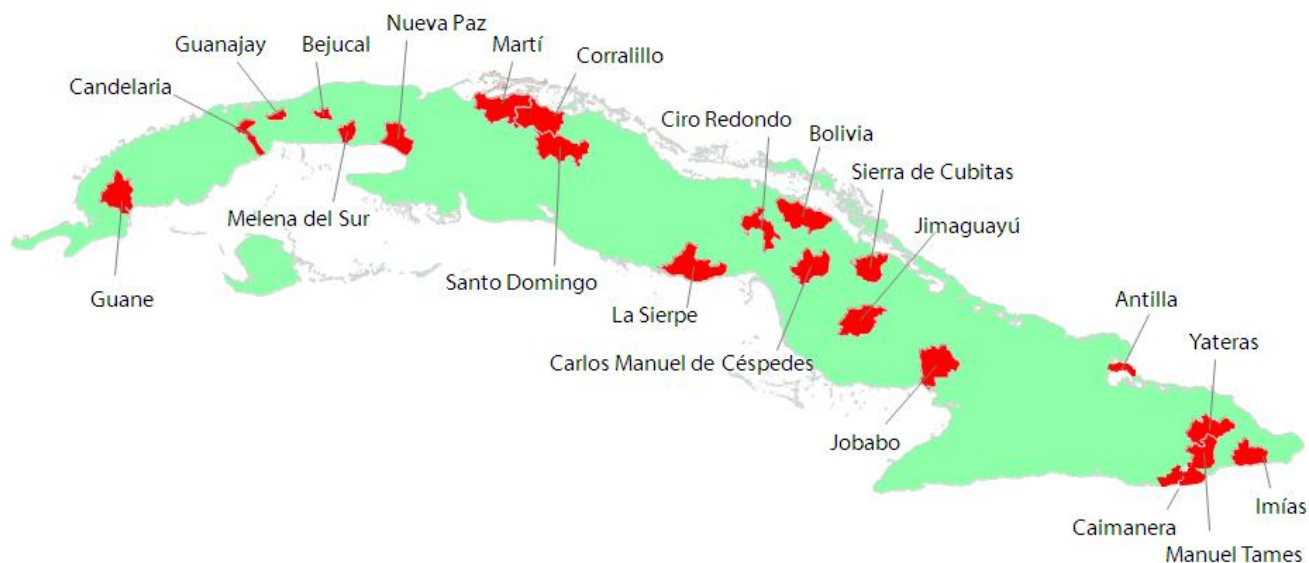 Nueva Paz
Guanajay
Bejucal
Martí
Corralillo
Candelaria
Ciro Redondo
Bolivia
Sierra de Cubitas
Melena del Sur
Jimaguayú
Santo Domingo
Guane
La Sierpe
Antilla
Yateras
Carlos Manuel de Céspedes
Jobabo
Imías
Caimanera
Manuel Tames